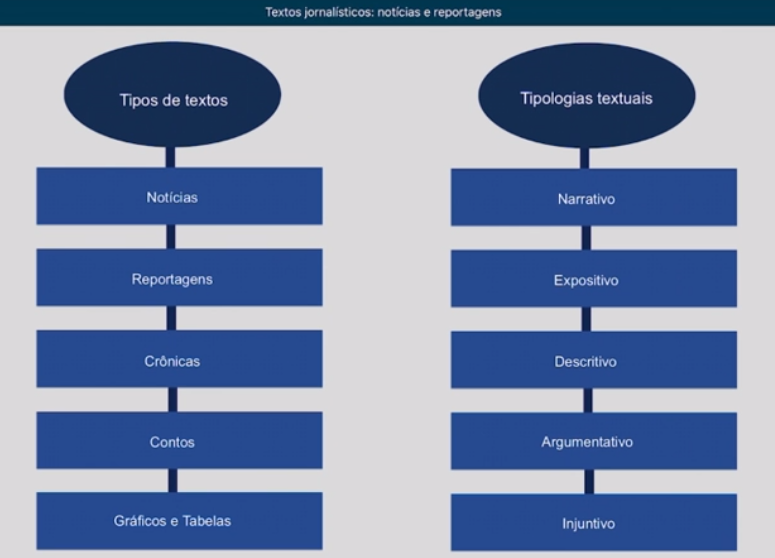 Textos jornalísticos: notícias e reportagens
Tipos de textos
Notícias
Reportagens
Crônicas
Contos
Gráficos e Tabelas
Tipologias textuais
Narrativo
Expositivo
Descritivo
Argumentativo
Injuntivo